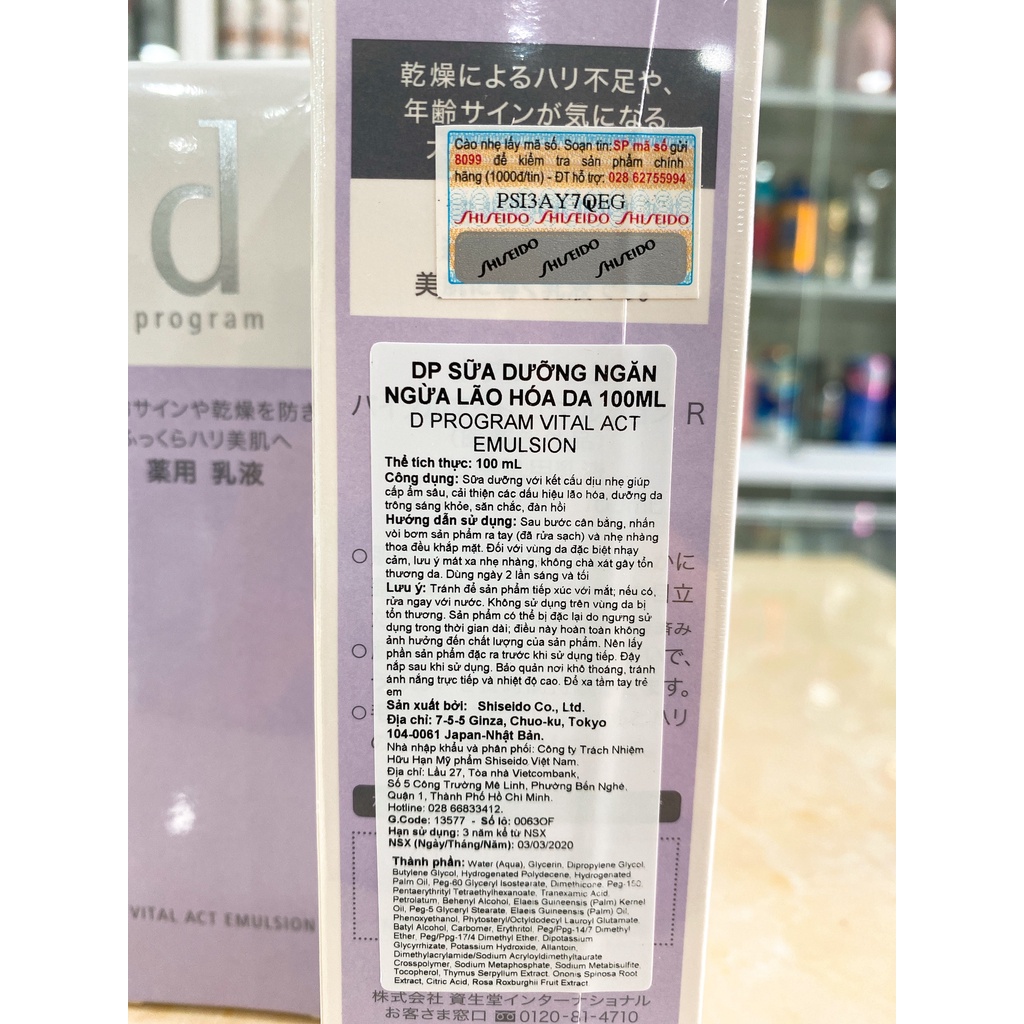 乾燥によるハリ不足や、
年齢サインが気になる
Cào nhẹ lấy mã số. Soạn tin: SP mã số gửi
8099 để kiểm tra sản phẩm chính
hãng (1000đ/tin) - ĐT hỗ trợ: 028 62755994
PSI3AY7QEG
SHISEIDO SHISEIDO SHISEIDO
SHISEIDO SHISEIDO SHISEIDO
美
d
program
サインや乾燥を防ぎ
ふっくらハリ美肌へ
薬用 乳液
VITAL ACT EMULSION
R
DP SỮA DƯỠNG NGĂN
NGỪA LÃO HÓA DA 100ML
D PROGRAM VITAL ACT
EMULSION
Thể tích thực: 100 mL
Công dụng: Sữa dưỡng với kết cấu dịu nhẹ giúp
cấp ẩm sâu, cải thiện các dấu hiệu lão hóa, dưỡng da
trông sáng khỏe, săn chắc, đàn hồi
Hướng dẫn sử dụng: Sau bước cân bằng, nhấn
vòi bơm sản phẩm ra tay (đã rửa sạch) và nhẹ nhàng
thoa đều khắp mặt. Đối với vùng da đặc biệt nhạy
cảm, lưu ý mát xa nhẹ nhàng, không chà xát gây tổn
thương da. Dùng ngày 2 lần sáng và tối
Lưu ý: Tránh để sản phẩm tiếp xúc với mắt; nếu có,
rửa ngay với nước. Không sử dụng trên vùng da bị
tổn thương. Sản phẩm có thể bị đặc lại do ngưng sử
dụng trong thời gian dài; điều này hoàn toàn không
ảnh hưởng đến chất lượng của sản phẩm. Nên lấy
phần sản phẩm đặc ra trước khi sử dụng tiếp. Đậy
nắp sau khi sử dụng. Bảo quản nơi khô thoáng, tránh
ánh nắng trực tiếp và nhiệt độ cao. Để xa tầm tay trẻ
em
Sản xuất bởi: Shiseido Co., Ltd.
Địa chỉ: 7-5-5 Ginza, Chuo-ku, Tokyo
104-0061 Japan-Nhật Bản.
Nhà nhập khẩu và phân phối: Công ty Trách Nhiệm
Hữu Hạn Mỹ phẩm Shiseido Việt Nam.
Địa chỉ: Lầu 27, Tòa nhà Vietcombank,
Số 5 Công Trường Mê Linh, Phường Bến Nghé,
Quận 1, Thành Phố Hồ Chí Minh.
Hotline: 028 66833412.
G.Code: 13577 - Số lô: 0063OF
Hạn sử dụng: 3 năm kể từ NSX
NSX (Ngày/Tháng/Năm): 03/03/2020
Thành phần: Water (Aqua), Glycerin, Dipropylene Glycol,
Butylene Glycol, Hydrogenated Polydecene, Hydrogenated
Palm Oil, Peg-60 Glyceryl Isostearate, Dimethicone, Peg-150,
Pentaerythrityl Tetraethylhexanoate, Tranexamic Acid,
Petrolatum, Behenyl Alcohol, Elaeis Guineensis (Palm) Kernel
Oil, Peg-5 Glyceryl Stearate, Elaeis Guineensis (Palm) Oil,
Phenoxyethanol, Phytosteryl/Octyldodecyl Lauroyl Glutamate,
Batyl Alcohol, Carbomer, Erythritol, Peg/Ppg-14/7 Dimethyl
Ether, Peg/Ppg-17/4 Dimethyl Ether, Dipotassium
Glycyrrhizate, Potassium Hydroxide, Allantoin,
Dimethylacrylamide/Sodium Acryloyldimethyltaurate
Crosspolymer, Sodium Metaphosphate, Sodium Metabisulfite,
Tocopherol, Thymus Serpyllum Extract, Ononis Spinosa Root
Extract, Citric Acid, Rosa Roxburghii Fruit Extract
株式会社 資生堂インターナショナル
お客さま窓口 0120-81-4710